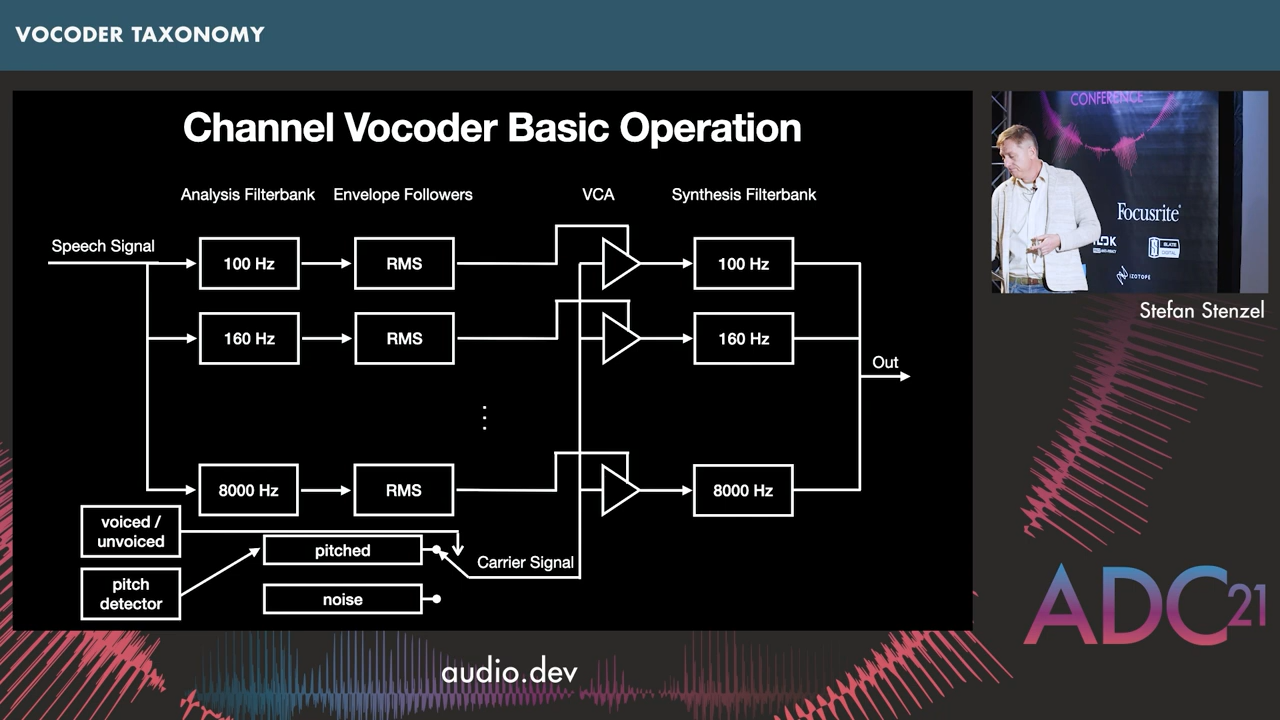 VOCODER TAXONOMY
Channel Vocoder Basic Operation
Analysis Filterbank
Envelope Followers
VCA
Synthesis Filterbank
Speech Signal
100 Hz
RMS
100 Hz
160 Hz
RMS
160 Hz
Out
8000 Hz
RMS
8000 Hz
voiced /
unvoiced
pitched
Carrier Signal
pitch
detector
noise
CONFERENCE
Focusrite®
SLATE
DIGITAL
iZOTOPE
Stefan Stenzel
ADC21
audio.dev